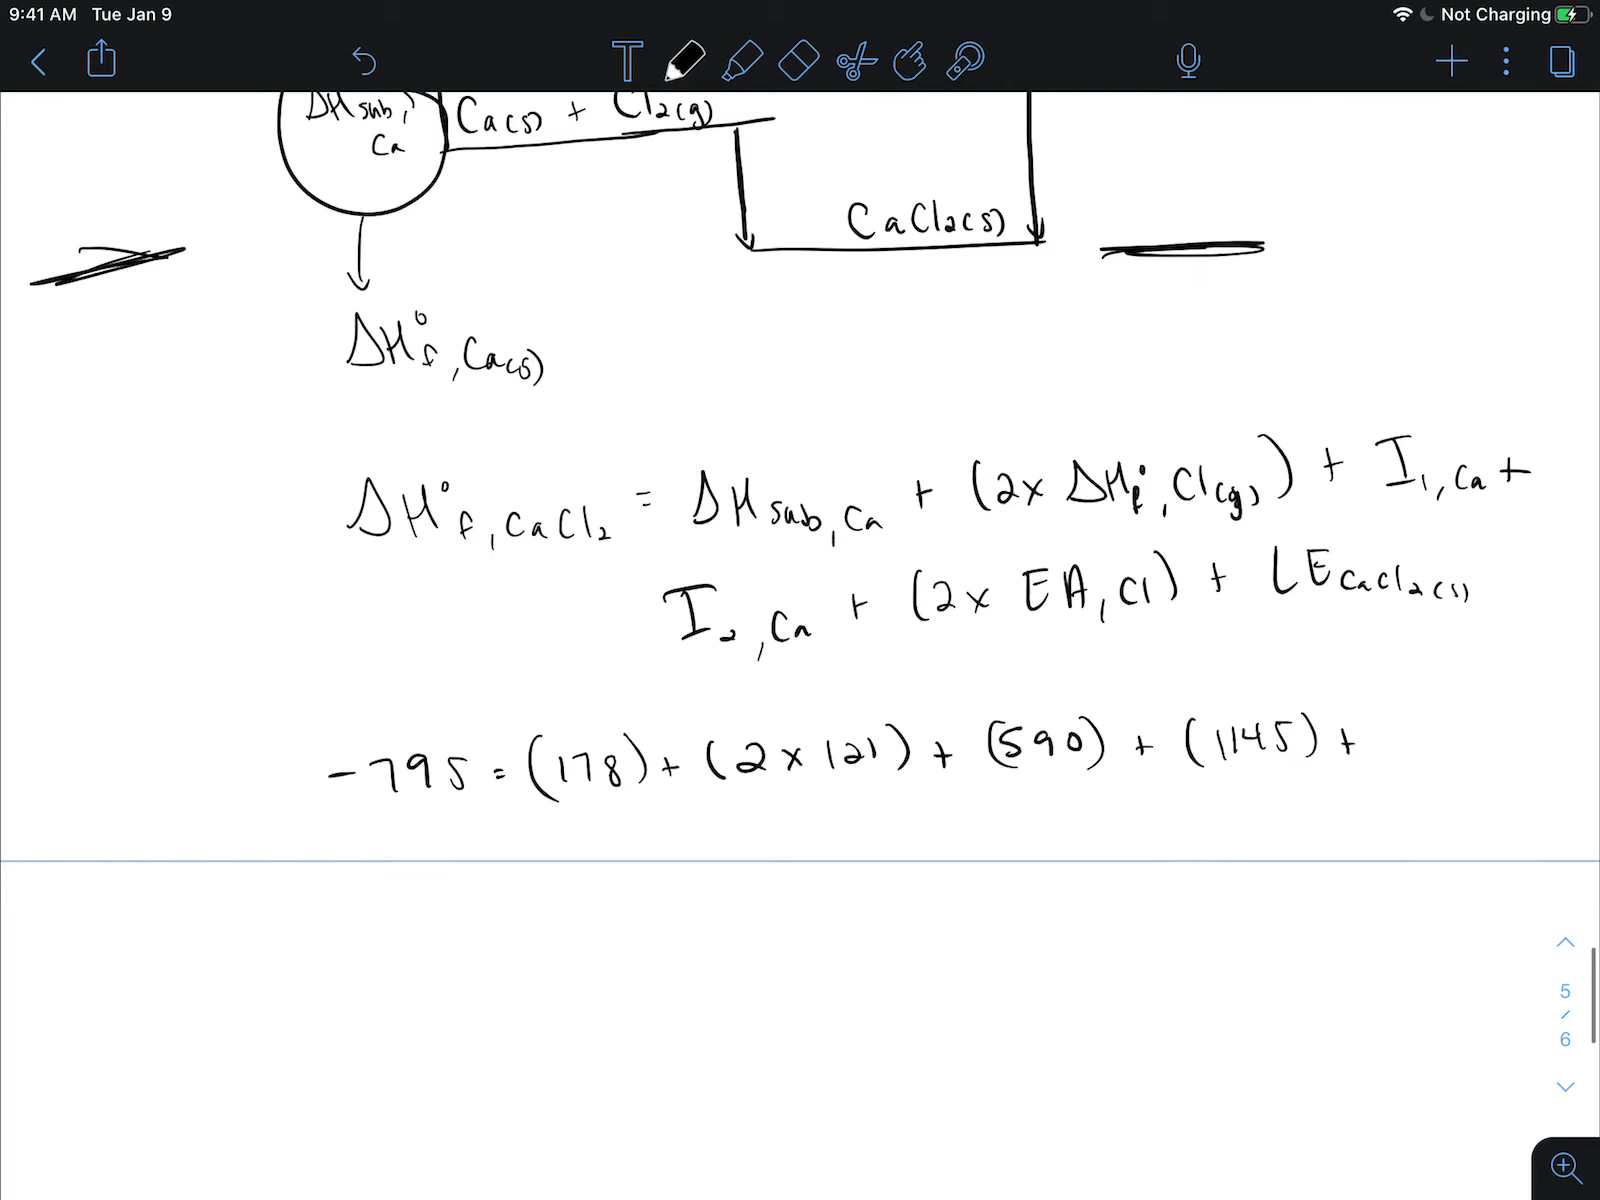 9:41 AM Tue Jan 9
Not Charging
T
ΔH sub,
Ca
Ca(s) + Cl₂(g)
CaCl₂(s)
ΔH°f, Ca(s)
ΔH°f, CaCl₂ = ΔH sub, Ca + (2x ΔH°f, Cl(g)) + I₁, Ca +
I₂, Ca + (2x EA, Cl) + LE CaCl₂(s)
-795 = (178) + (2 x 121) + (590) + (1145) +
5
/
6